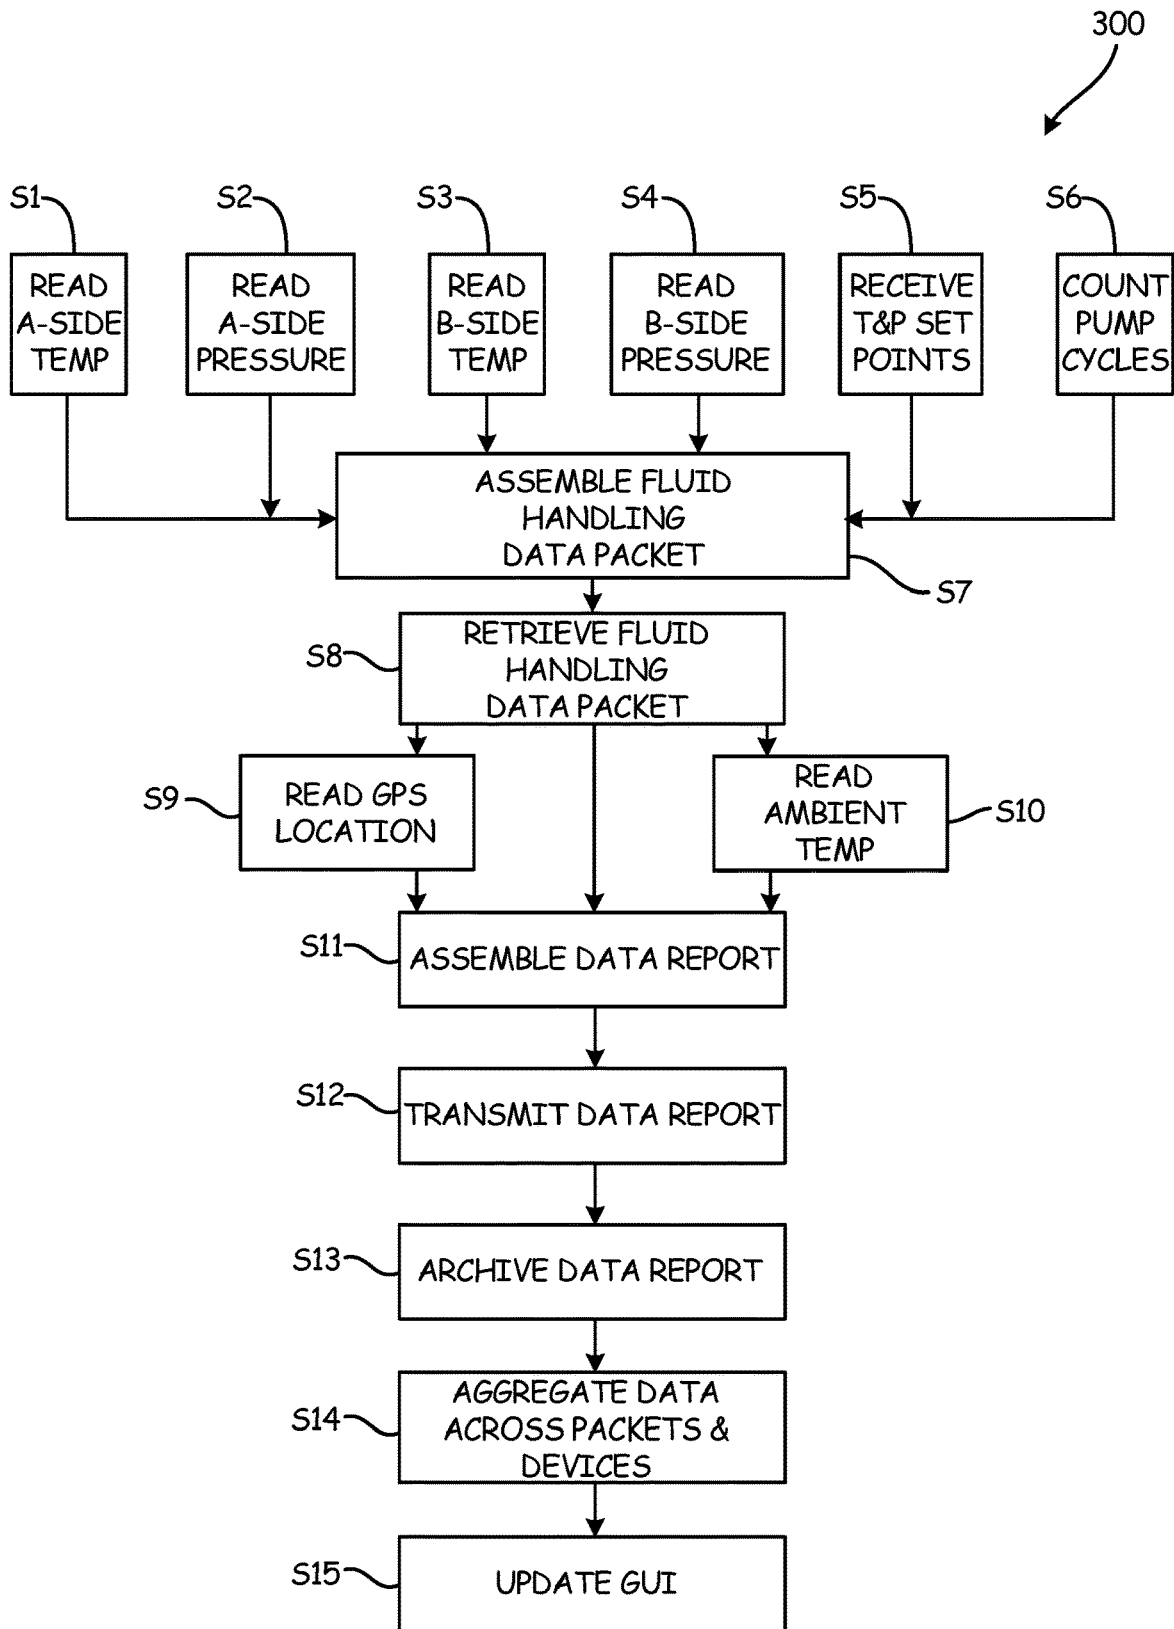 300
S1
S2
S3
S4
S5
S6
READ
A-SIDE
TEMP
READ
A-SIDE
PRESSURE
READ
B-SIDE
TEMP
READ
B-SIDE
PRESSURE
RECEIVE
T&P SET
POINTS
COUNT
PUMP
CYCLES
ASSEMBLE FLUID
HANDLING
DATA PACKET
S7
S8
RETRIEVE FLUID
HANDLING
DATA PACKET
S9
READ GPS
LOCATION
READ
AMBIENT
TEMP
S10
S11
ASSEMBLE DATA REPORT
S12
TRANSMIT DATA REPORT
S13
ARCHIVE DATA REPORT
S14
AGGREGATE DATA
ACROSS PACKETS &
DEVICES
S15
UPDATE GUI